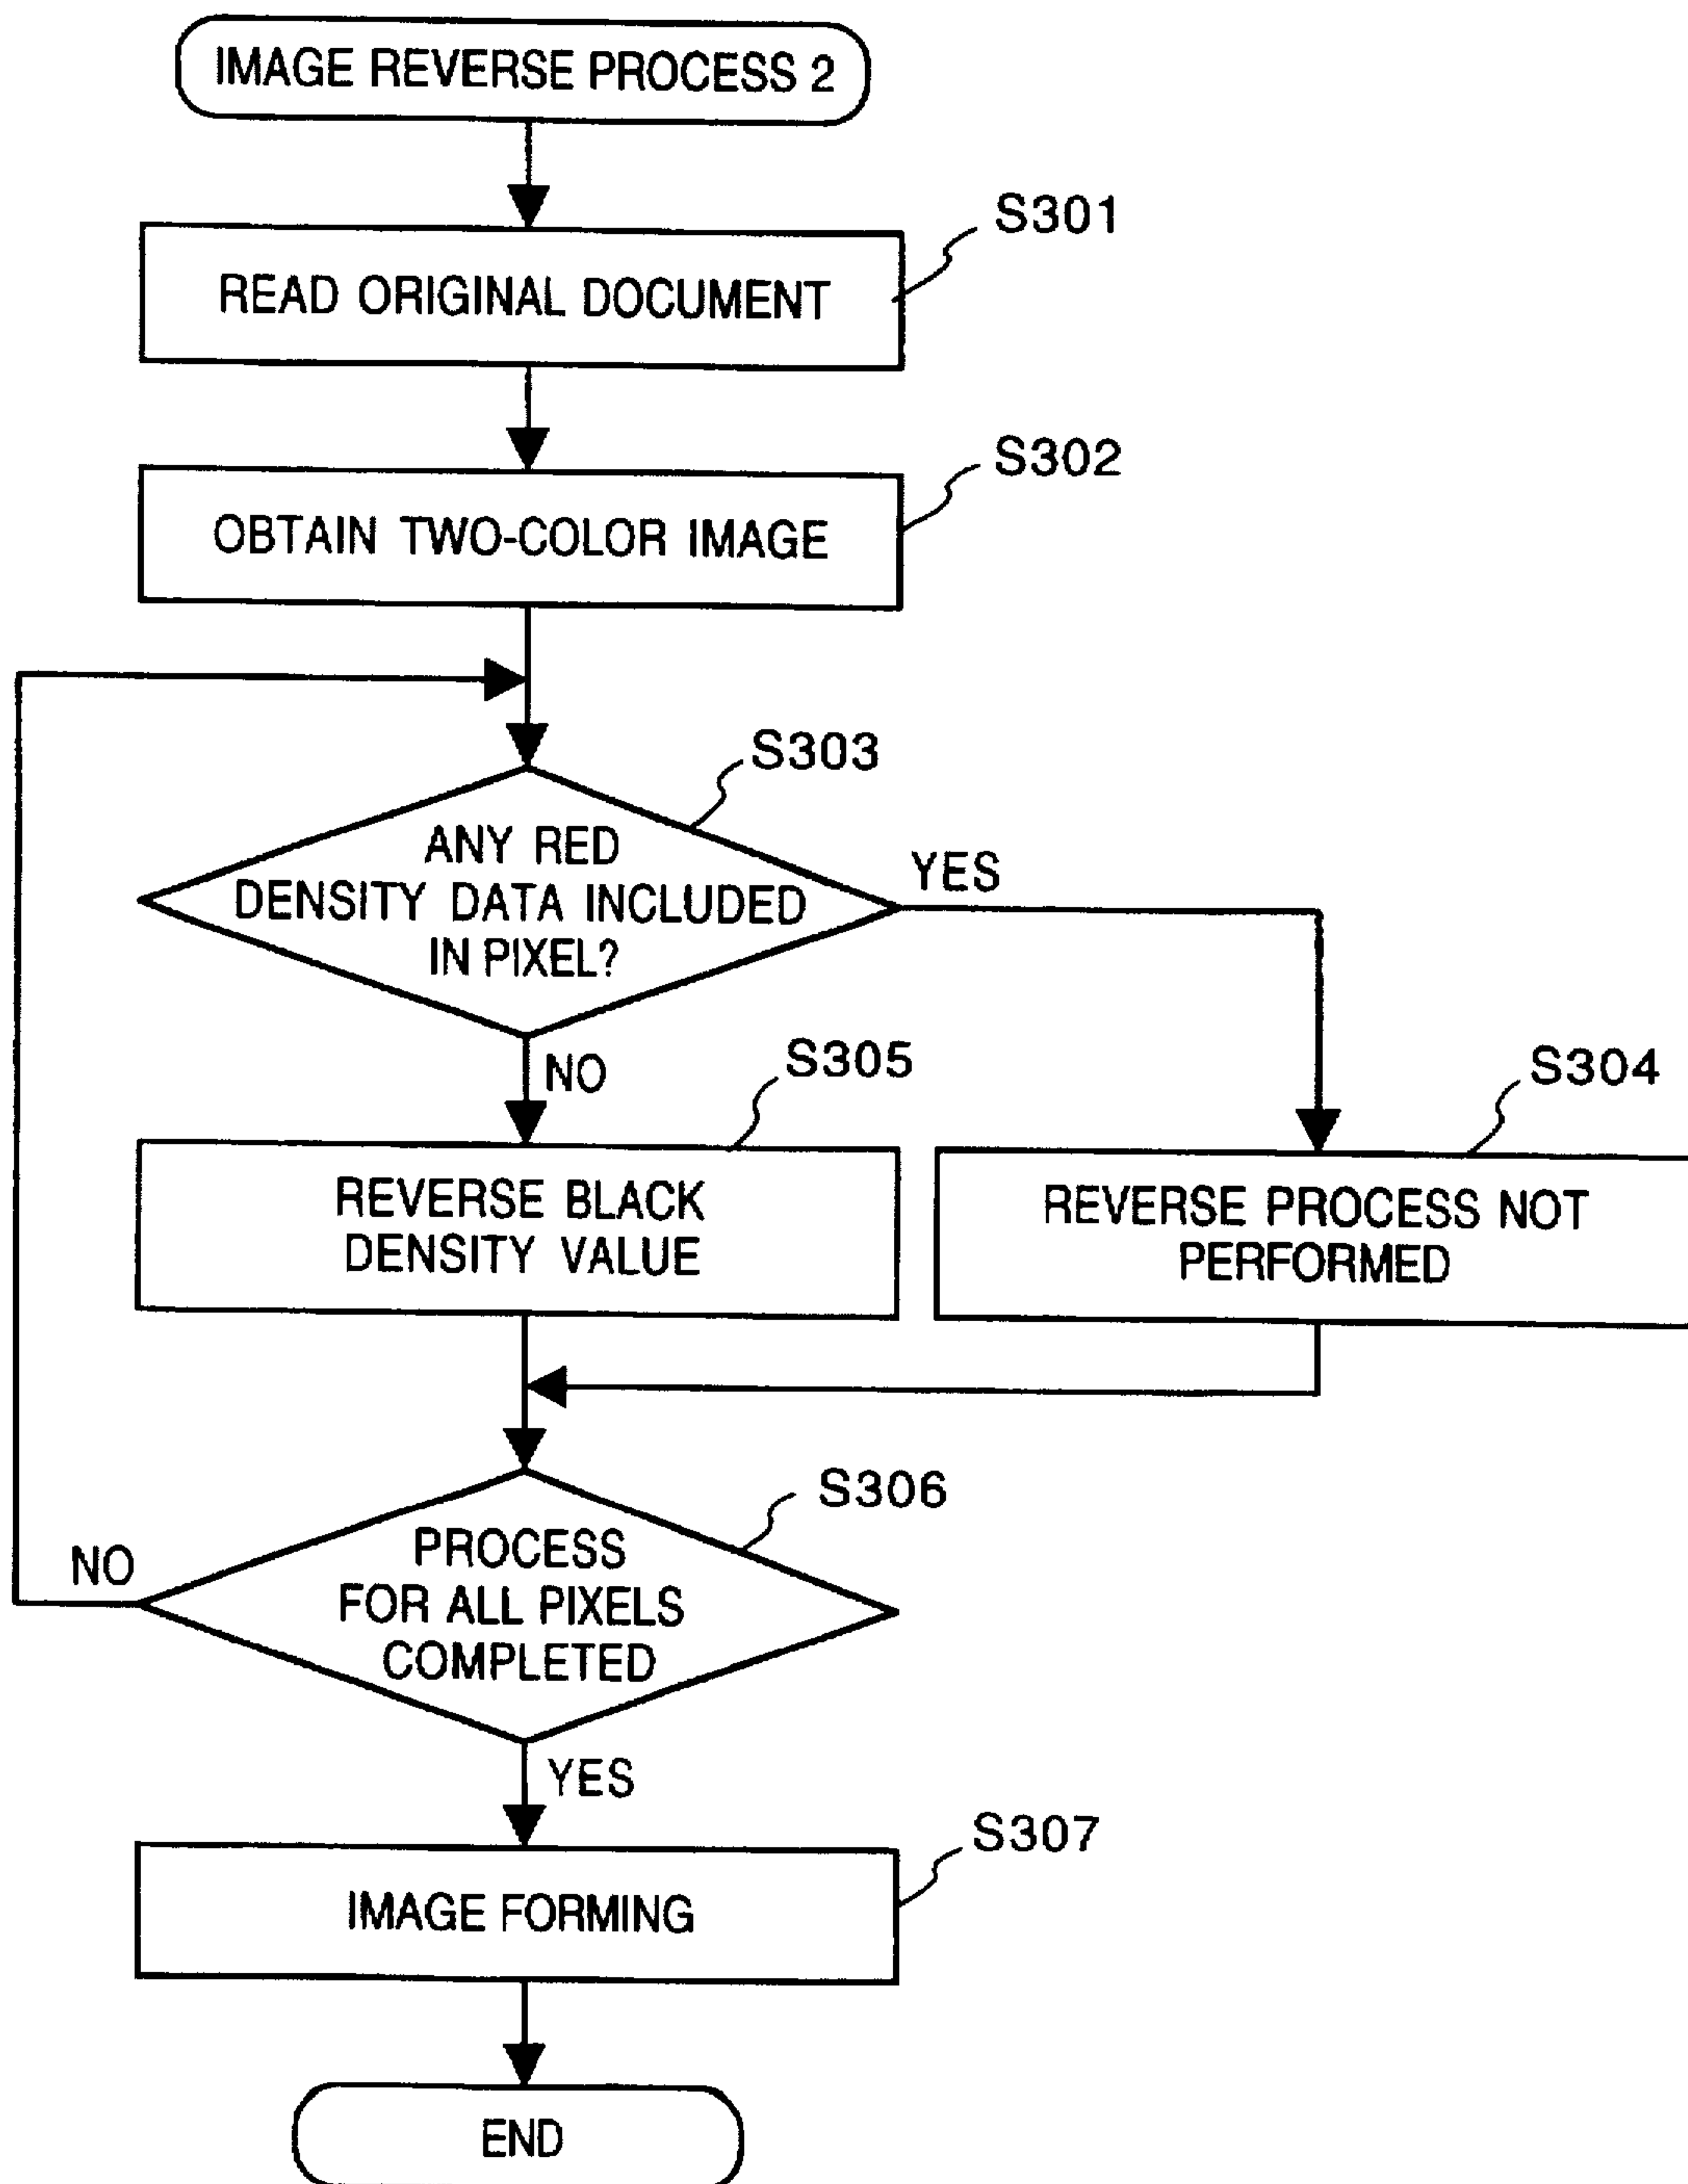 IMAGE REVERSE PROCESS 2
S301
READ ORIGINAL DOCUMENT
S302
OBTAIN TWO-COLOR IMAGE
S303
ANY RED
DENSITY DATA INCLUDED
IN PIXEL?
YES
NO
S305
S304
REVERSE BLACK
DENSITY VALUE
REVERSE PROCESS NOT
PERFORMED
S306
NO
PROCESS
FOR ALL PIXELS
COMPLETED
YES
S307
IMAGE FORMING
END